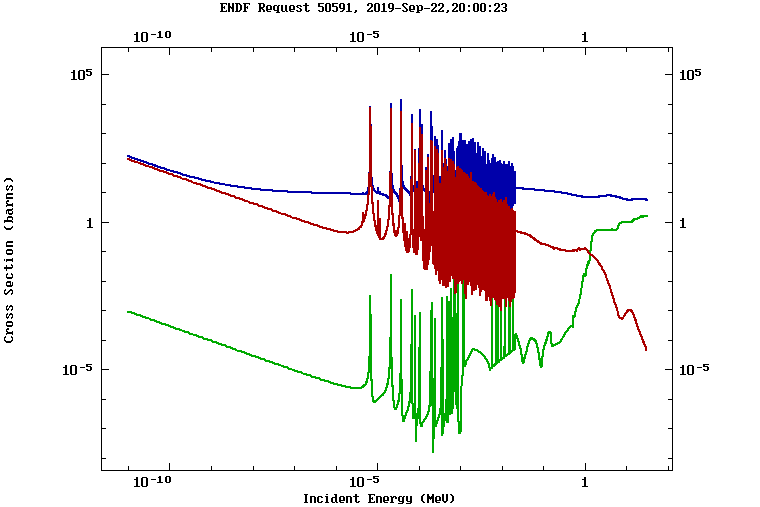 ENDF Request 50591, 2019-Sep-22,20:00:23
10^-10 10^-5 1
10^5 10^5
1 1
10^-5 10^-5
Cross Section (barns)
10^-10 10^-5 1
Incident Energy (MeV)